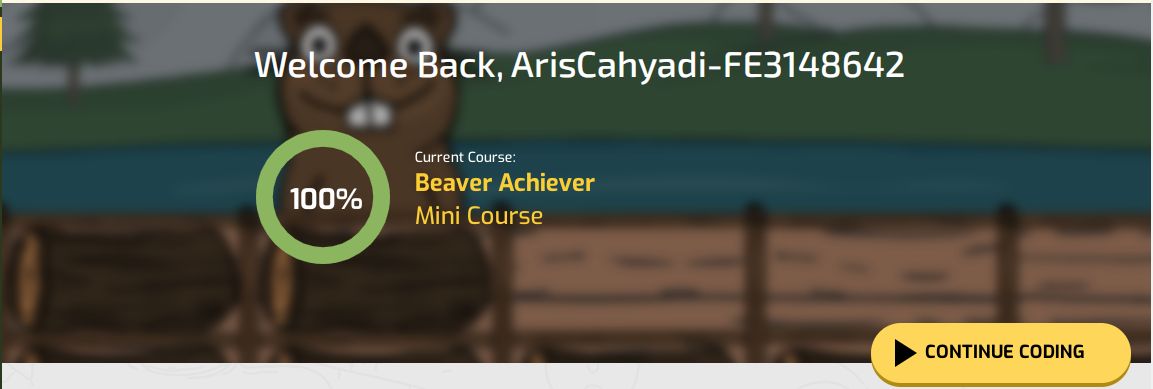 Welcome Back, ArisCahyadi-FE3148642
100%
Current Course:
Beaver Achiever
Mini Course
CONTINUE CODING